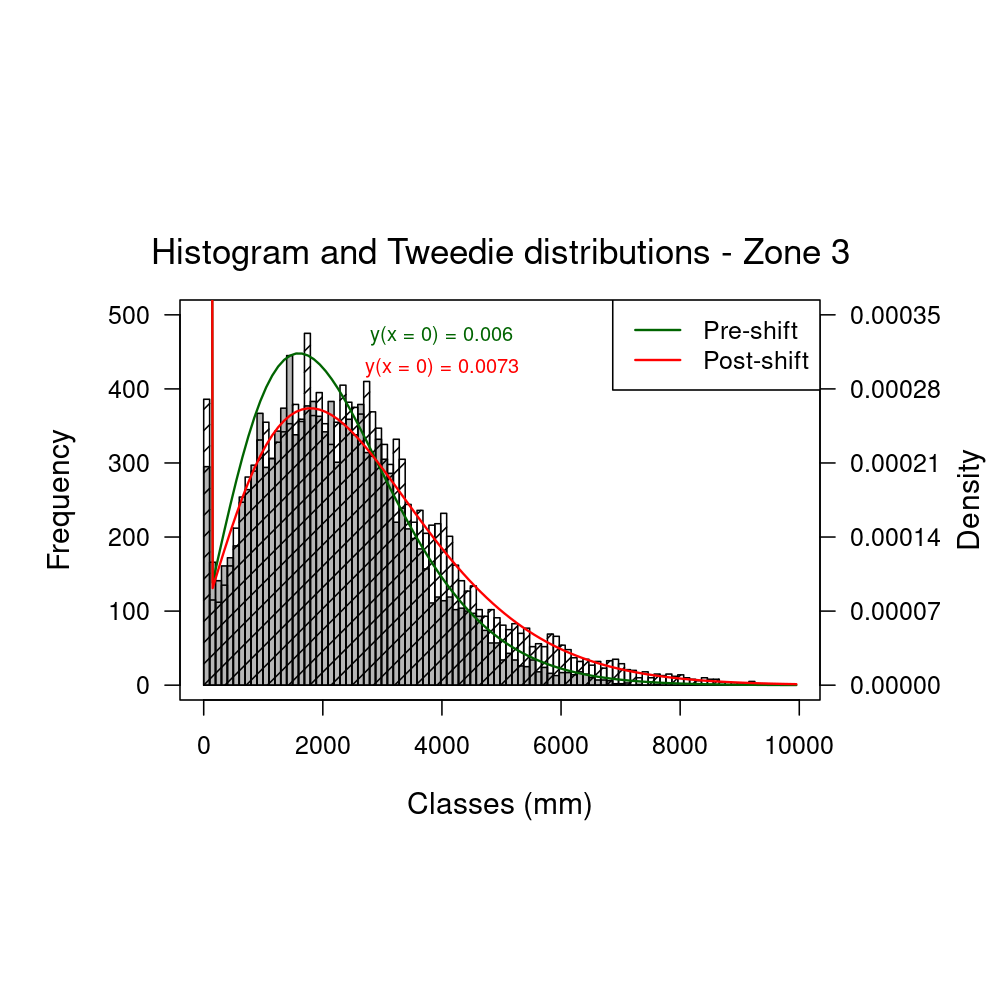 Histogram and Tweedie distributions - Zone 3
y(x = 0) = 0.006
y(x = 0) = 0.0073
Pre-shift
Post-shift
Frequency
500
400
300
200
100
0
0.00035
0.00028
0.00021
0.00014
0.00007
0.00000
Density
0 2000 4000 6000 8000 10000
Classes (mm)